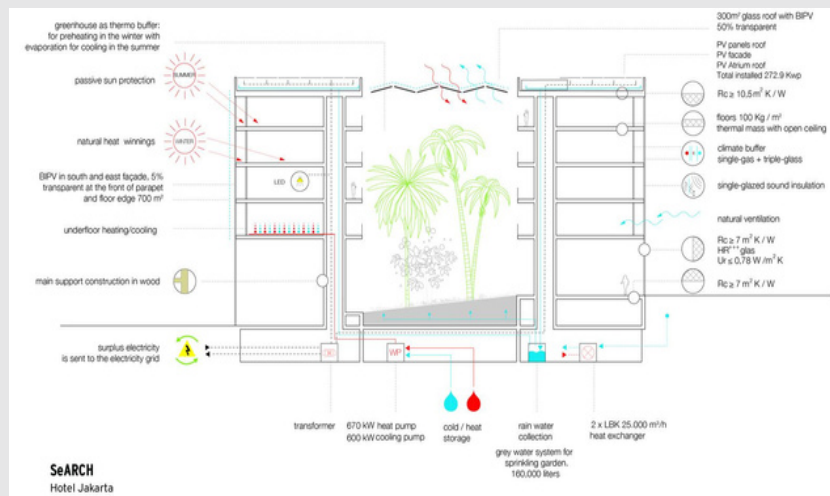 greenhouse as thermo buffer:
for preheating in the winter with
evaporation for cooling in the summer
passive sun protection
SUMMER
natural heat winnings
WINTER
BIPV in south and east façade, 5%
transparent at the front of parapet
and floor edge 700 m²
LED
underfloor heating/cooling
main support construction in wood
surplus electricity
is sent to the electricity grid
300m² glass roof with BIPV
50% transparent
PV panels roof
PV facade
PV Atrium roof
Total installed 272.9 Kwp
Rc ≥ 10.5 m² K / W
floors 100 Kg / m²
thermal mass with open ceiling
climate buffer
single-gas + triple-glass
single-glazed sound insulation
natural ventilation
Rc ≥ 7 m² K / W
HR⁺⁺⁺ glas
Ur ≤ 0,78 W /m² K
Rc ≥ 7 m² K / W
WP
transformer
670 kW heat pump
600 kW cooling pump
cold / heat
storage
rain water
collection
grey water system for
sprinkling garden.
160,000 liters
2 x LBK 25.000 m³/h
heat exchanger
SeARCH
Hotel Jakarta